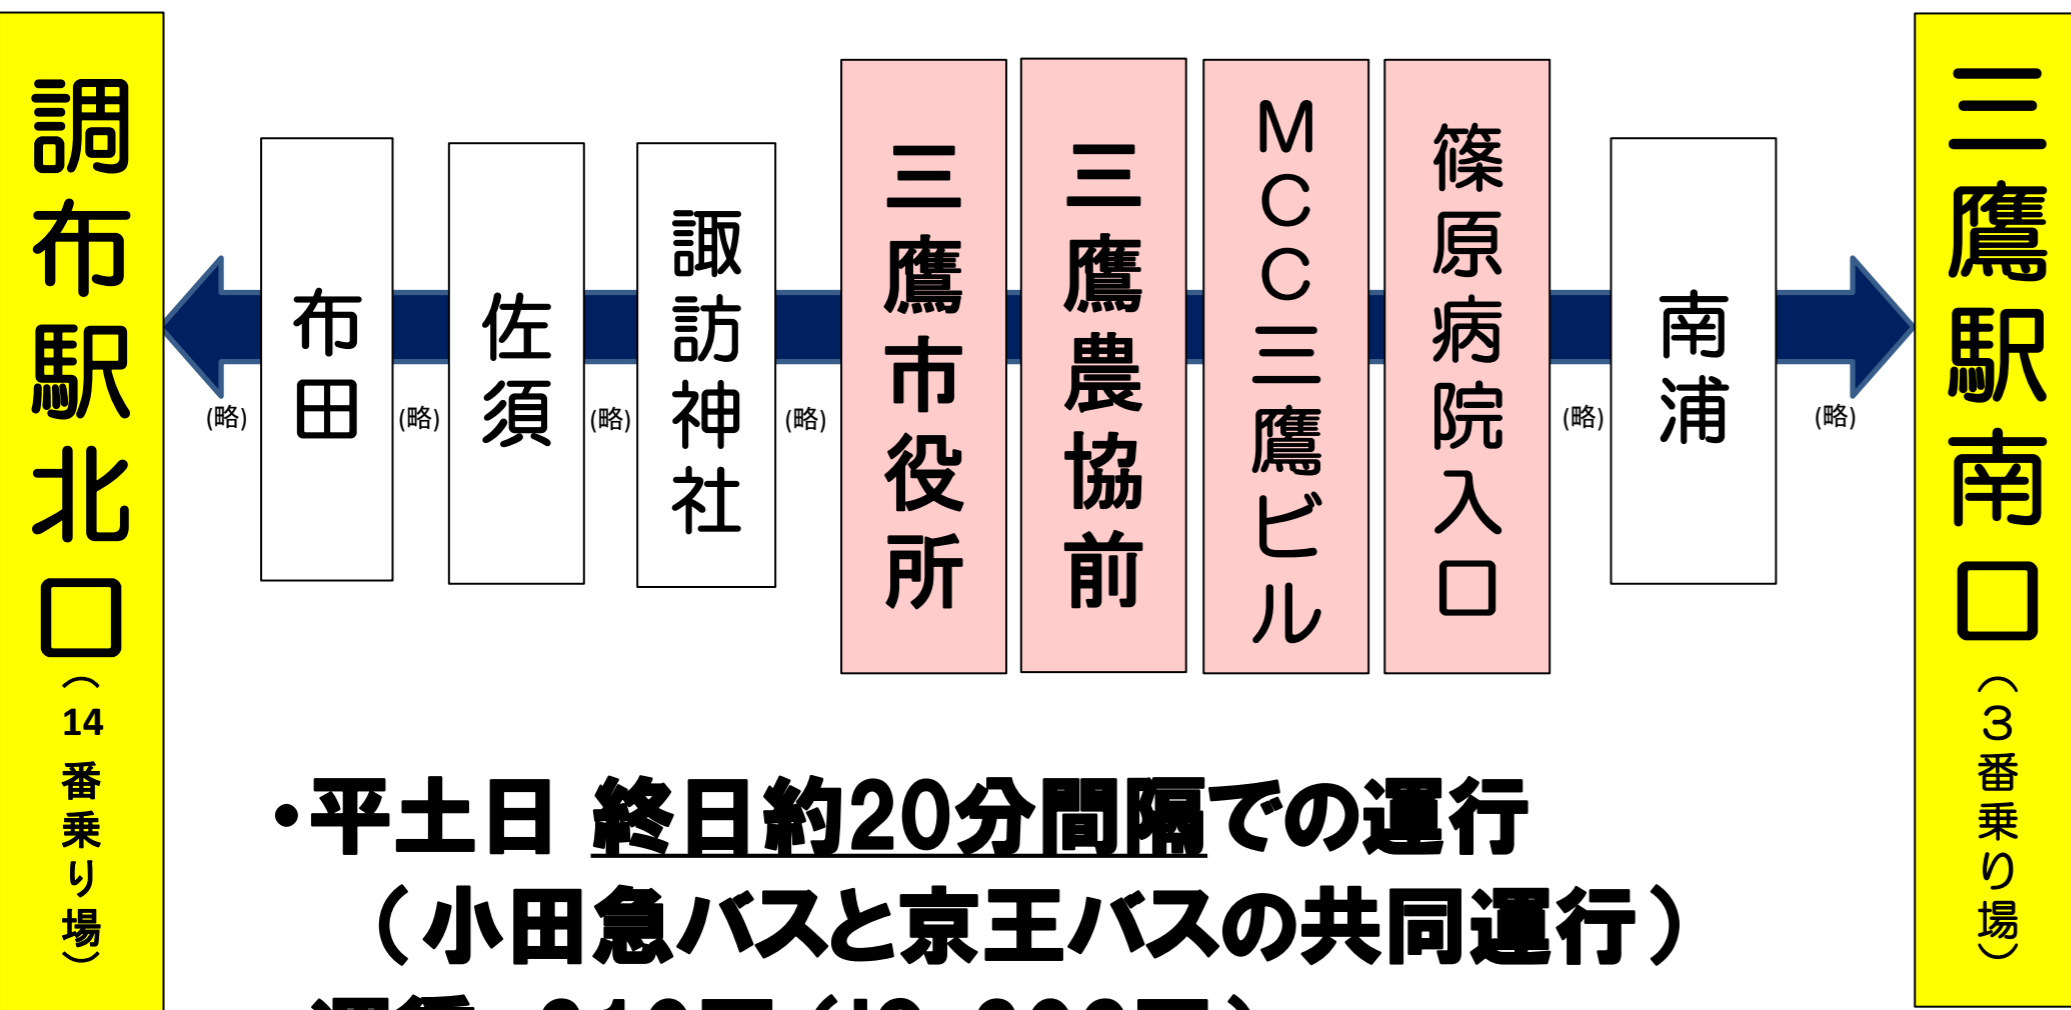 調布駅北口(14番乗り場)
(略)
布田
(略)
佐須
(略)
諏訪神社
(略)
三鷹市役所
三鷹農協前
MCC三鷹ビル
篠原病院入口
(略)
南浦
(略)
三鷹駅南口(3番乗り場)
・平土日 終日約20分間隔での運行
(小田急バスと京王バスの共同運行)